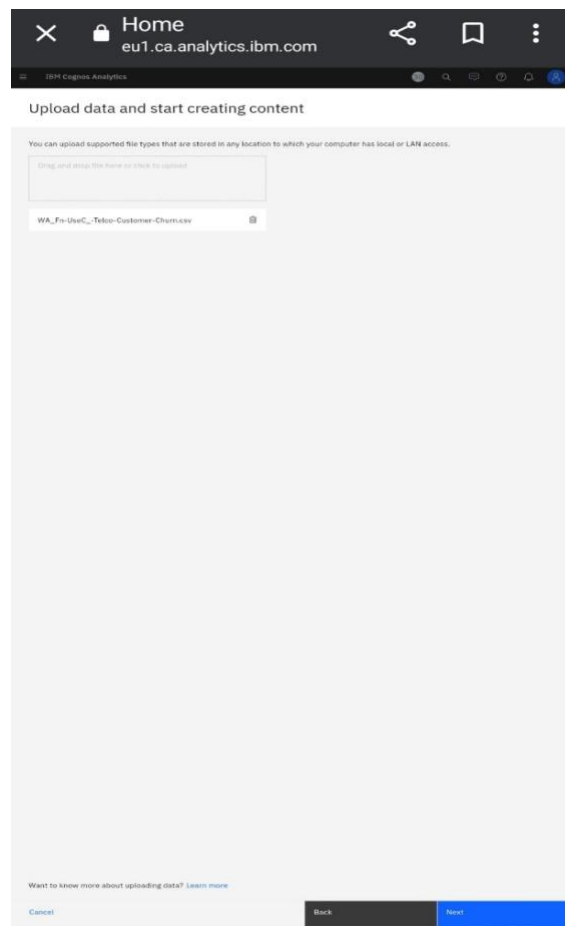 Home
eu1.ca.analytics.ibm.com
IBM Cognos Analytics
Upload data and start creating content
You can upload supported file types that are stored in any location to which your computer has local or LAN access.
Drag and drop file here or click to upload
WA_Fn-UseC_-Telco-Customer-Churn.csv
Want to know more about uploading data? Learn more
Cancel
Back
Next